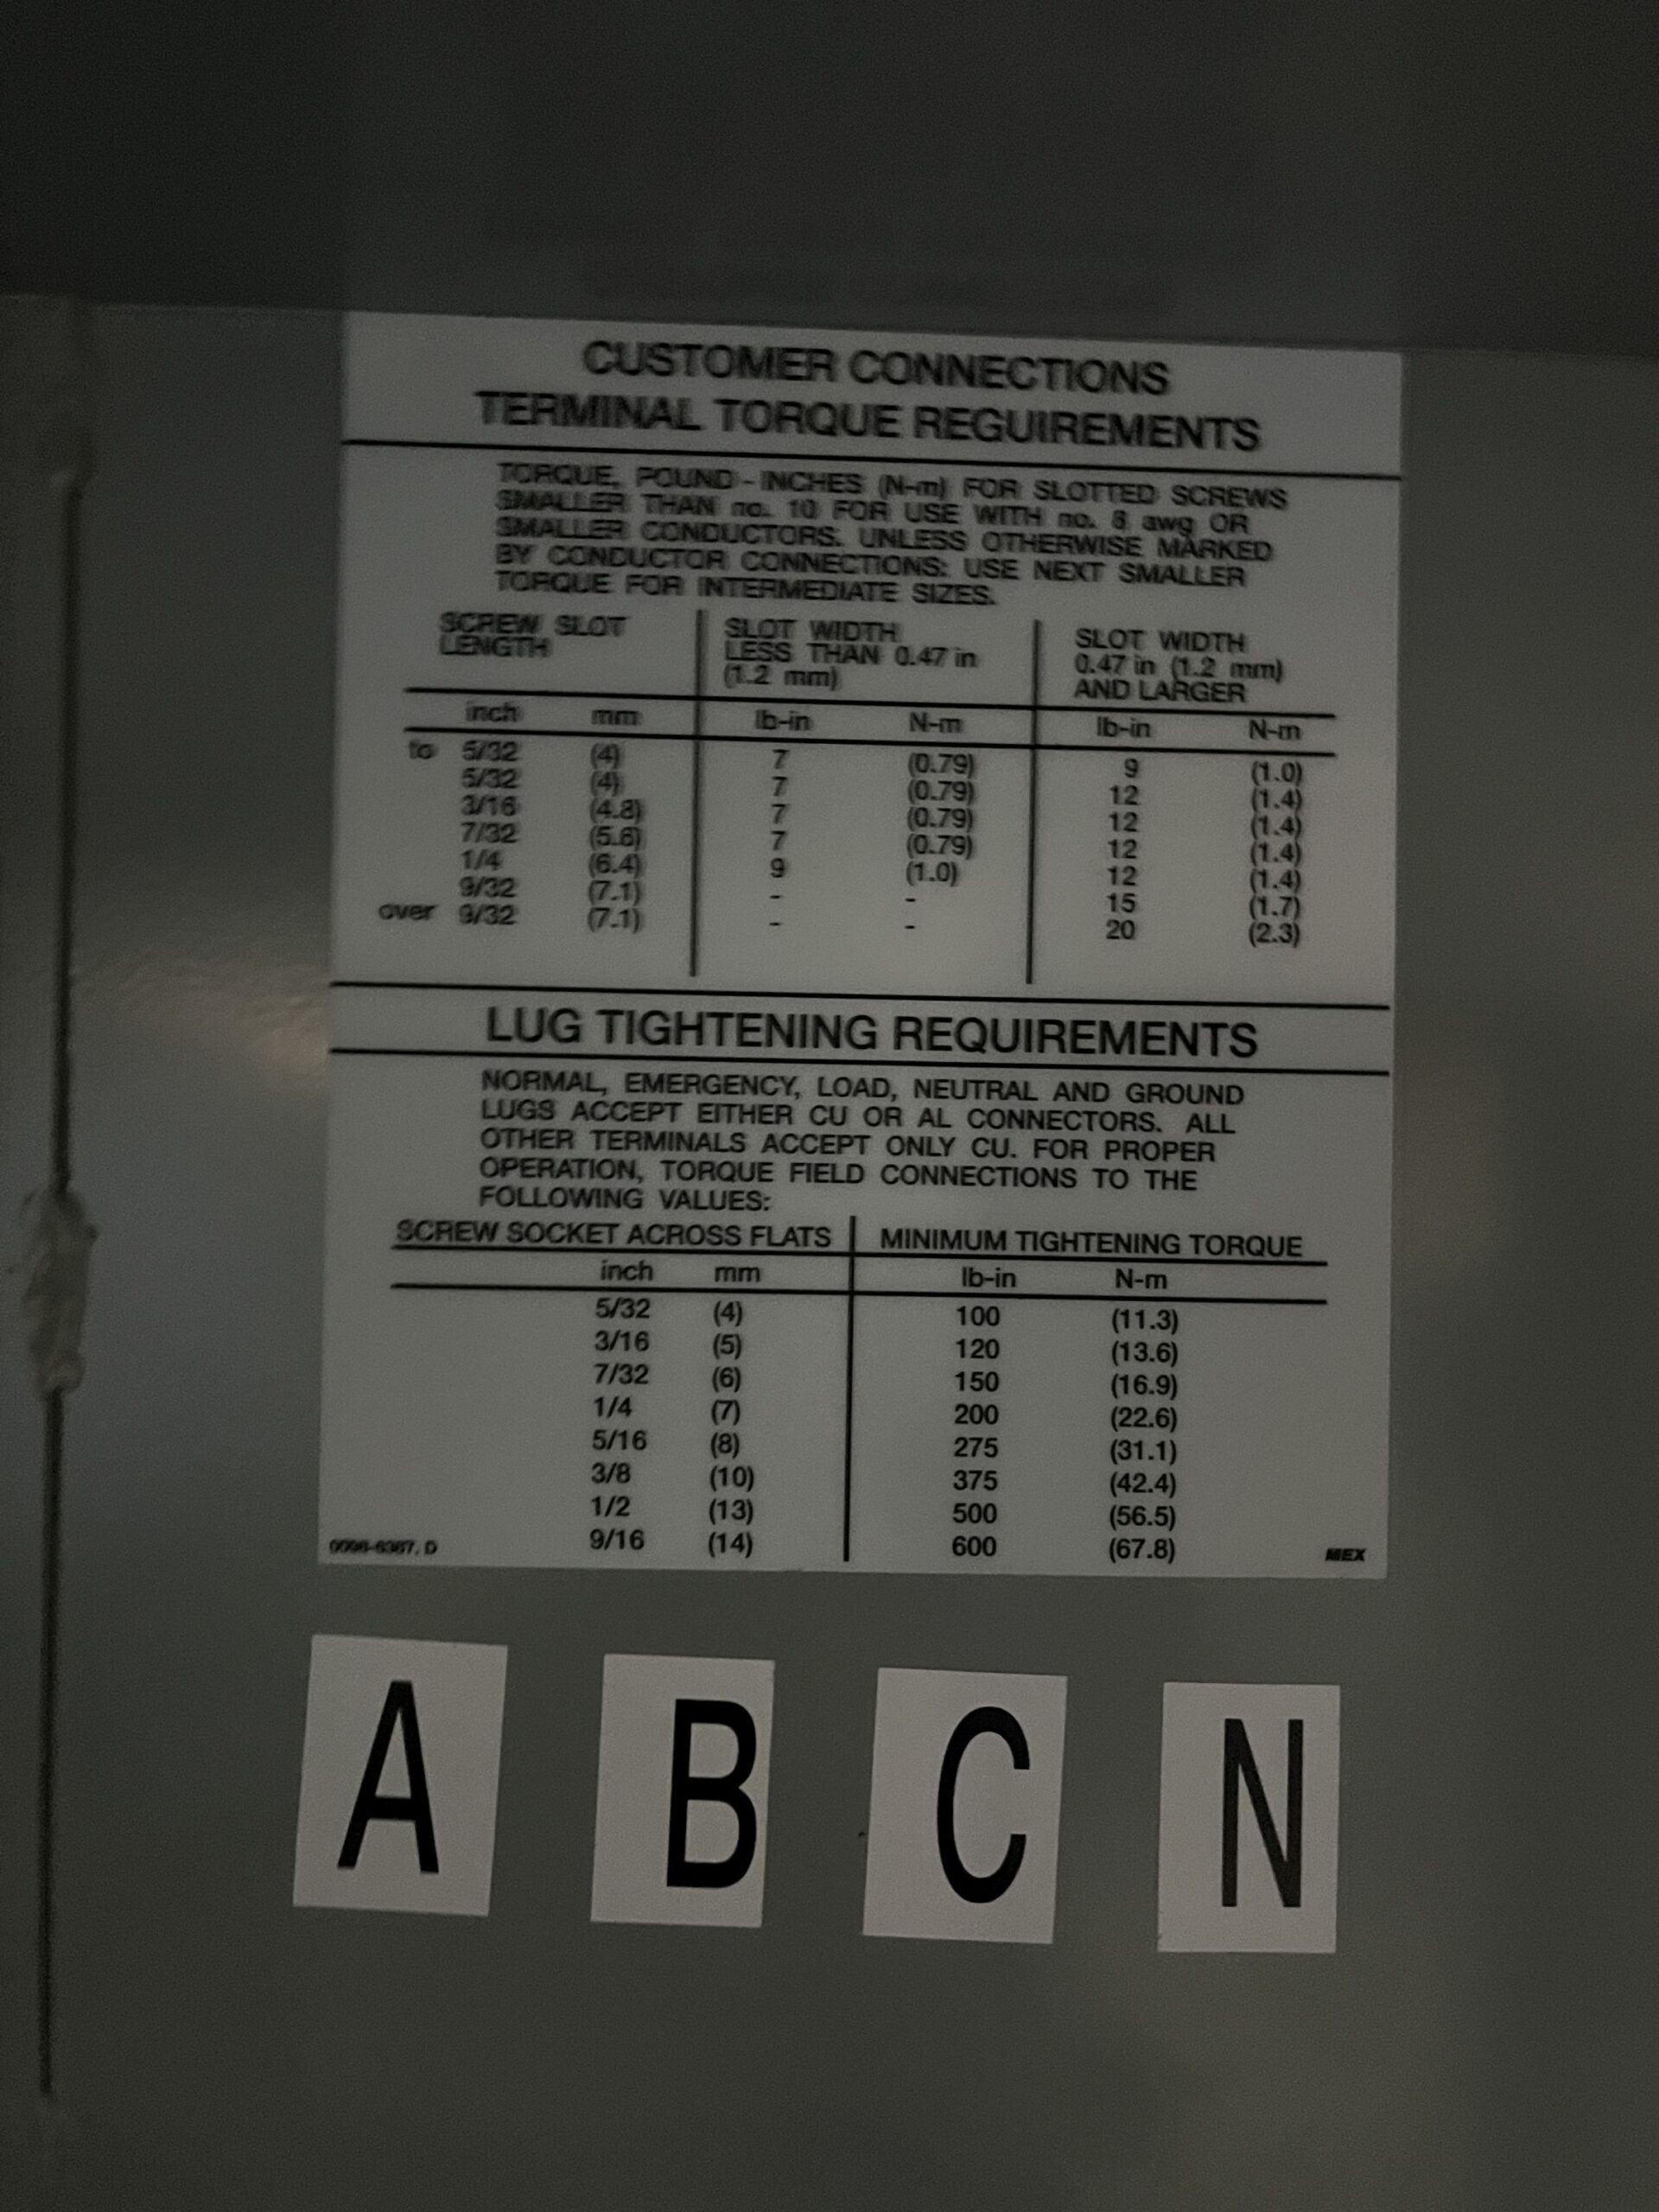 CUSTOMER CONNECTIONS
TERMINAL TORQUE REGUIREMENTS
TORQUE, POUND-INCHES (N-m) FOR SLOTTED SCREWS
SMALLER THAN no. 10 FOR USE WITH no. 8 awg OR
SMALLER CONDUCTORS. UNLESS OTHERWISE MARKED
BY CONDUCTOR CONNECTIONS: USE NEXT SMALLER
TORQUE FOR INTERMEDIATE SIZES.
SCREW SLOT LENGTH SLOT WIDTH LESS THAN 0.47 in (1.2 mm) SLOT WIDTH 0.47 in (1.2 mm) AND LARGER
inch mm lb-in N-m lb-in N-m
to 5/32 (4) 7 (0.79) 9 (1.0)
5/32 (4) 7 (0.79) 12 (1.4)
3/16 (4.8) 7 (0.79) 12 (1.4)
7/32 (5.6) 7 (0.79) 12 (1.4)
1/4 (6.4) 9 (1.0) 12 (1.4)
9/32 (7.1) - - 15 (1.7)
over 9/32 (7.1) - - 20 (2.3)
LUG TIGHTENING REQUIREMENTS
NORMAL, EMERGENCY, LOAD, NEUTRAL AND GROUND
LUGS ACCEPT EITHER CU OR AL CONNECTORS. ALL
OTHER TERMINALS ACCEPT ONLY CU. FOR PROPER
OPERATION, TORQUE FIELD CONNECTIONS TO THE
FOLLOWING VALUES:
SCREW SOCKET ACROSS FLATS MINIMUM TIGHTENING TORQUE
inch mm lb-in N-m
5/32 (4) 100 (11.3)
3/16 (5) 120 (13.6)
7/32 (6) 150 (16.9)
1/4 (7) 200 (22.6)
5/16 (8) 275 (31.1)
3/8 (10) 375 (42.4)
1/2 (13) 500 (56.5)
9/16 (14) 600 (67.8)
0098-6367, D MEX
A B C N